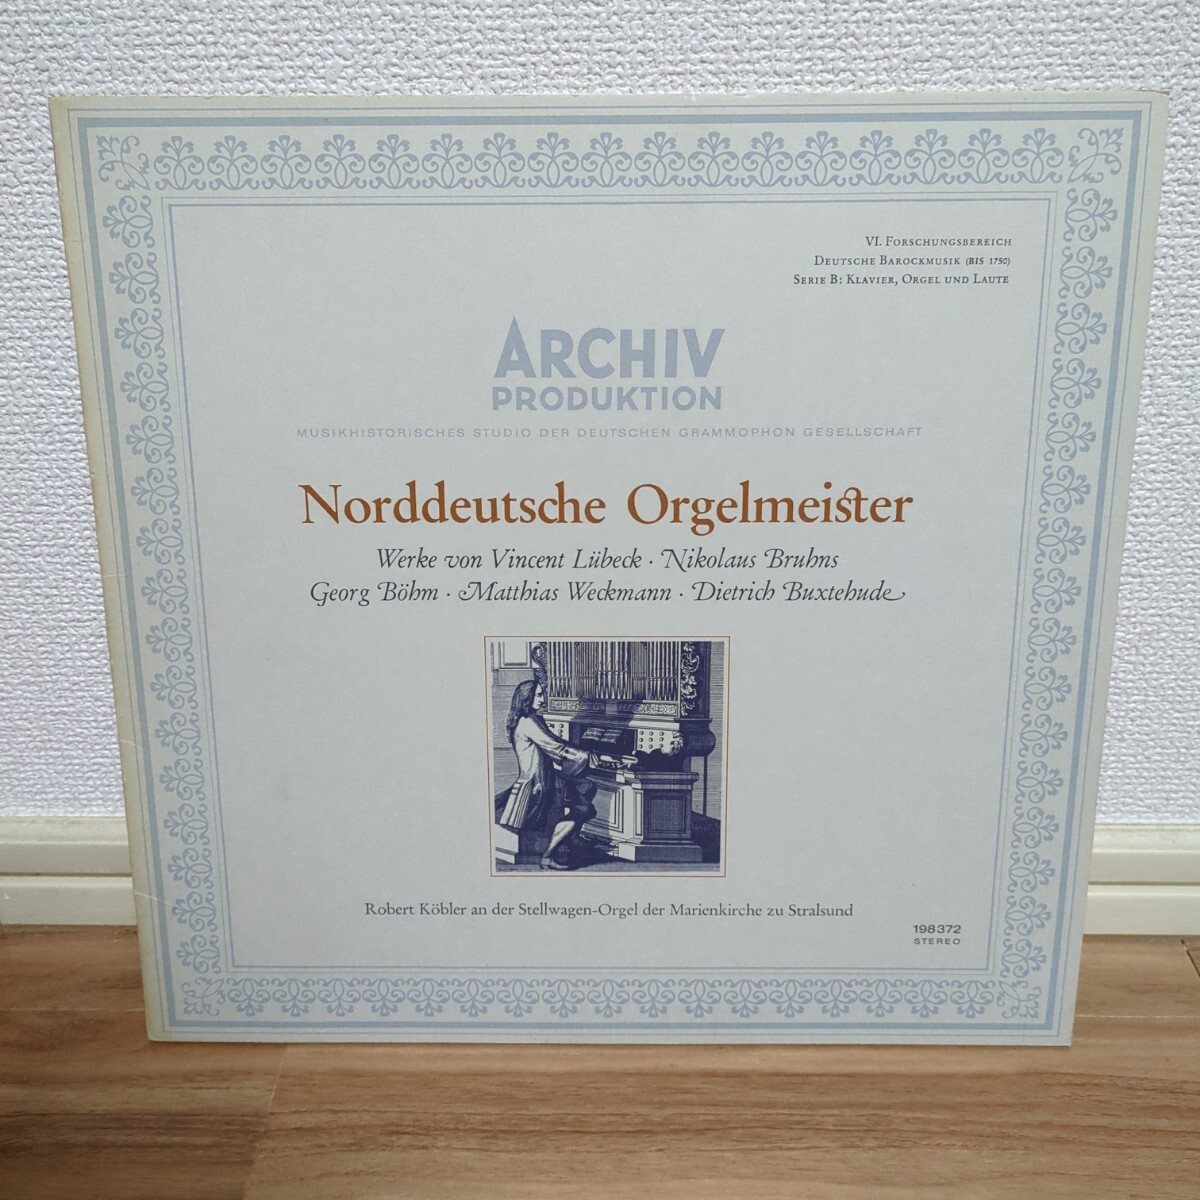 VI. FORSCHUNGSBEREICH
DEUTSCHE BAROCKMUSIK (BIS 1750)
SERIE B: KLAVIER, ORGEL UND LAUTE
ARCHIV
PRODUKTION
MUSIKHISTORISCHES STUDIO DER DEUTSCHEN GRAMMOPHON GESELLSCHAFT
Norddeutsche Orgelmeister
Werke von Vincent Lübeck · Nikolaus Bruhns
Georg Böhm · Matthias Weckmann · Dietrich Buxtehude
Robert Köbler an der Stellwagen-Orgel der Marienkirche zu Stralsund
198 372
STEREO